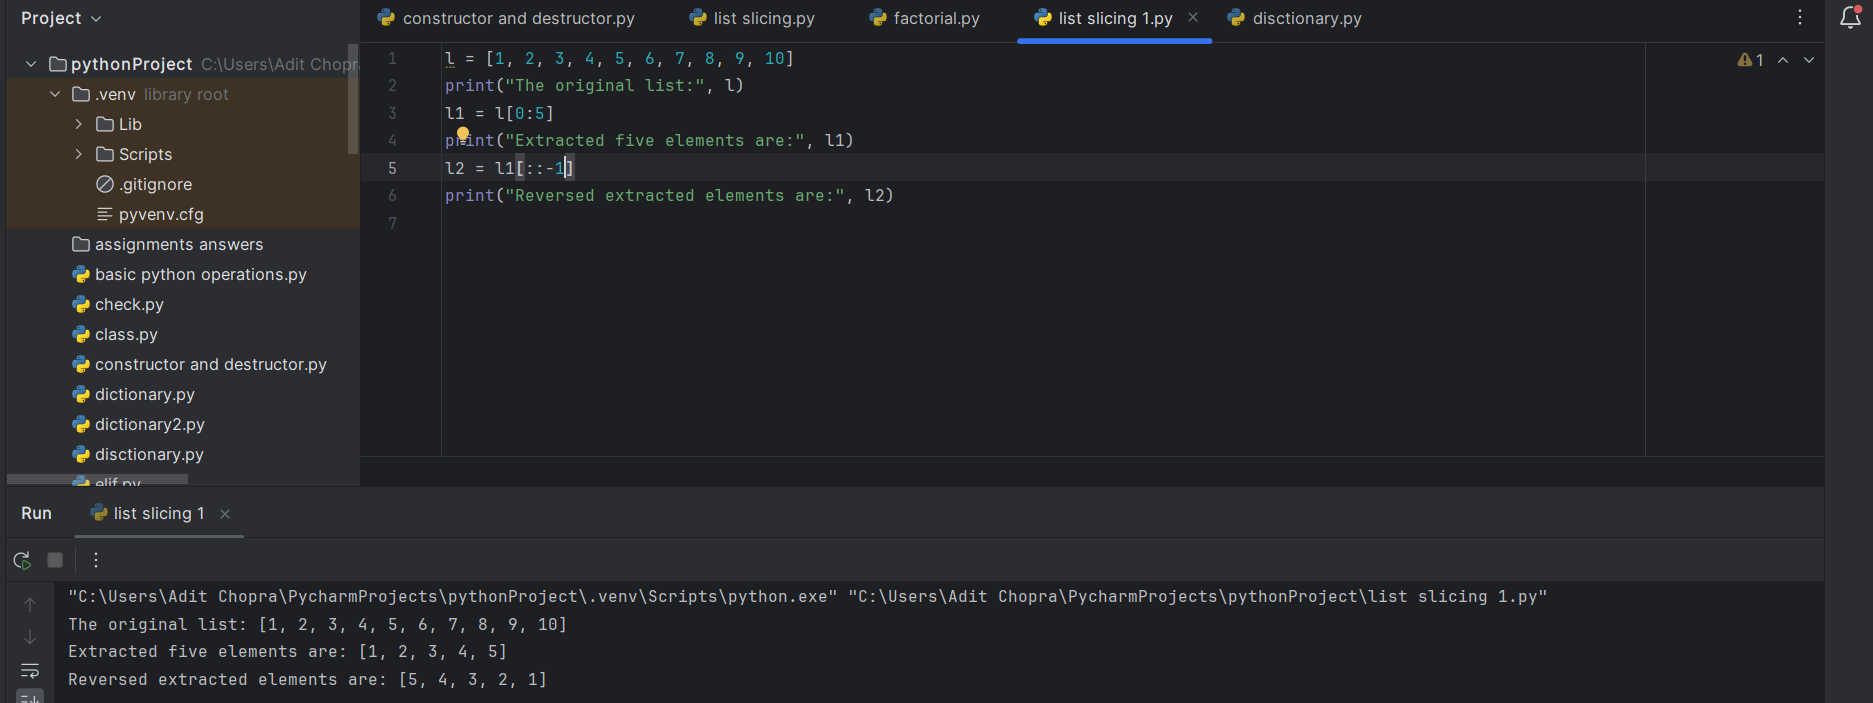 Project
constructor and destructor.py
list slicing.py
factorial.py
list slicing 1.py
disctionary.py
pythonProject C:\Users\Adit Chopr
.venv library root
Lib
Scripts
.gitignore
pyvenv.cfg
assignments answers
basic python operations.py
check.py
class.py
constructor and destructor.py
dictionary.py
dictionary2.py
disctionary.py
elif.py
1 l = [1, 2, 3, 4, 5, 6, 7, 8, 9, 10]
2 print("The original list:", l)
3 l1 = l[0:5]
4 print("Extracted five elements are:", l1)
5 l2 = l1[::-1]
6 print("Reversed extracted elements are:", l2)
7
1
Run
list slicing 1
"C:\Users\Adit Chopra\PycharmProjects\pythonProject\.venv\Scripts\python.exe" "C:\Users\Adit Chopra\PycharmProjects\pythonProject\list slicing 1.py"
The original list: [1, 2, 3, 4, 5, 6, 7, 8, 9, 10]
Extracted five elements are: [1, 2, 3, 4, 5]
Reversed extracted elements are: [5, 4, 3, 2, 1]